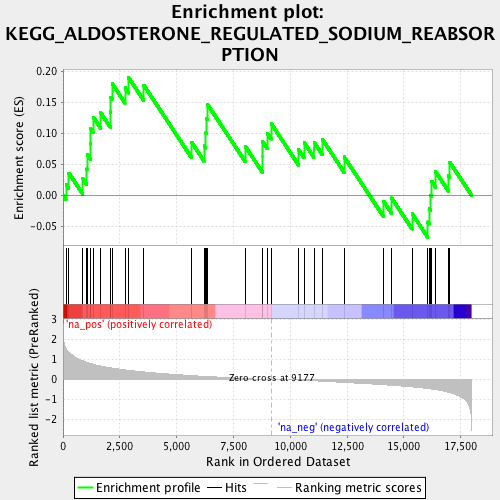 Enrichment plot:
KEGG_ALDOSTERONE_REGULATED_SODIUM_REABSOR
PTION
Enrichment score (ES)
0.20
0.15
0.10
0.05
0.00
-0.05
'na_pos' (positively correlated)
Ranked list metric (PreRanked)
3
2
1
0
-1
-2
Zero cross at 9177
'na_neg' (negatively correlated)
0
2,500
5,000
7,500
10,000
12,500
15,000
17,500
Rank in Ordered Dataset
Enrichment profile
Hits
Ranking metric scores